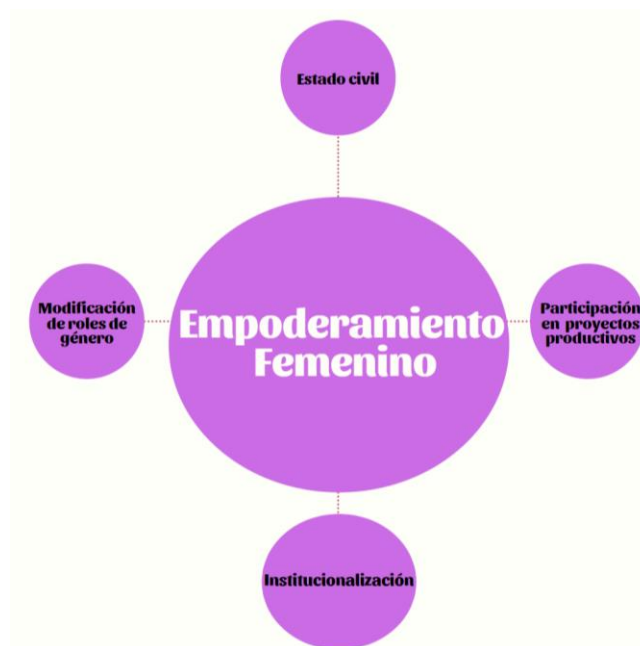 Estado civil
Modificación
de roles de
género
Empoderamiento
Femenino
Participación
en proyectos
productivos
Institucionalización